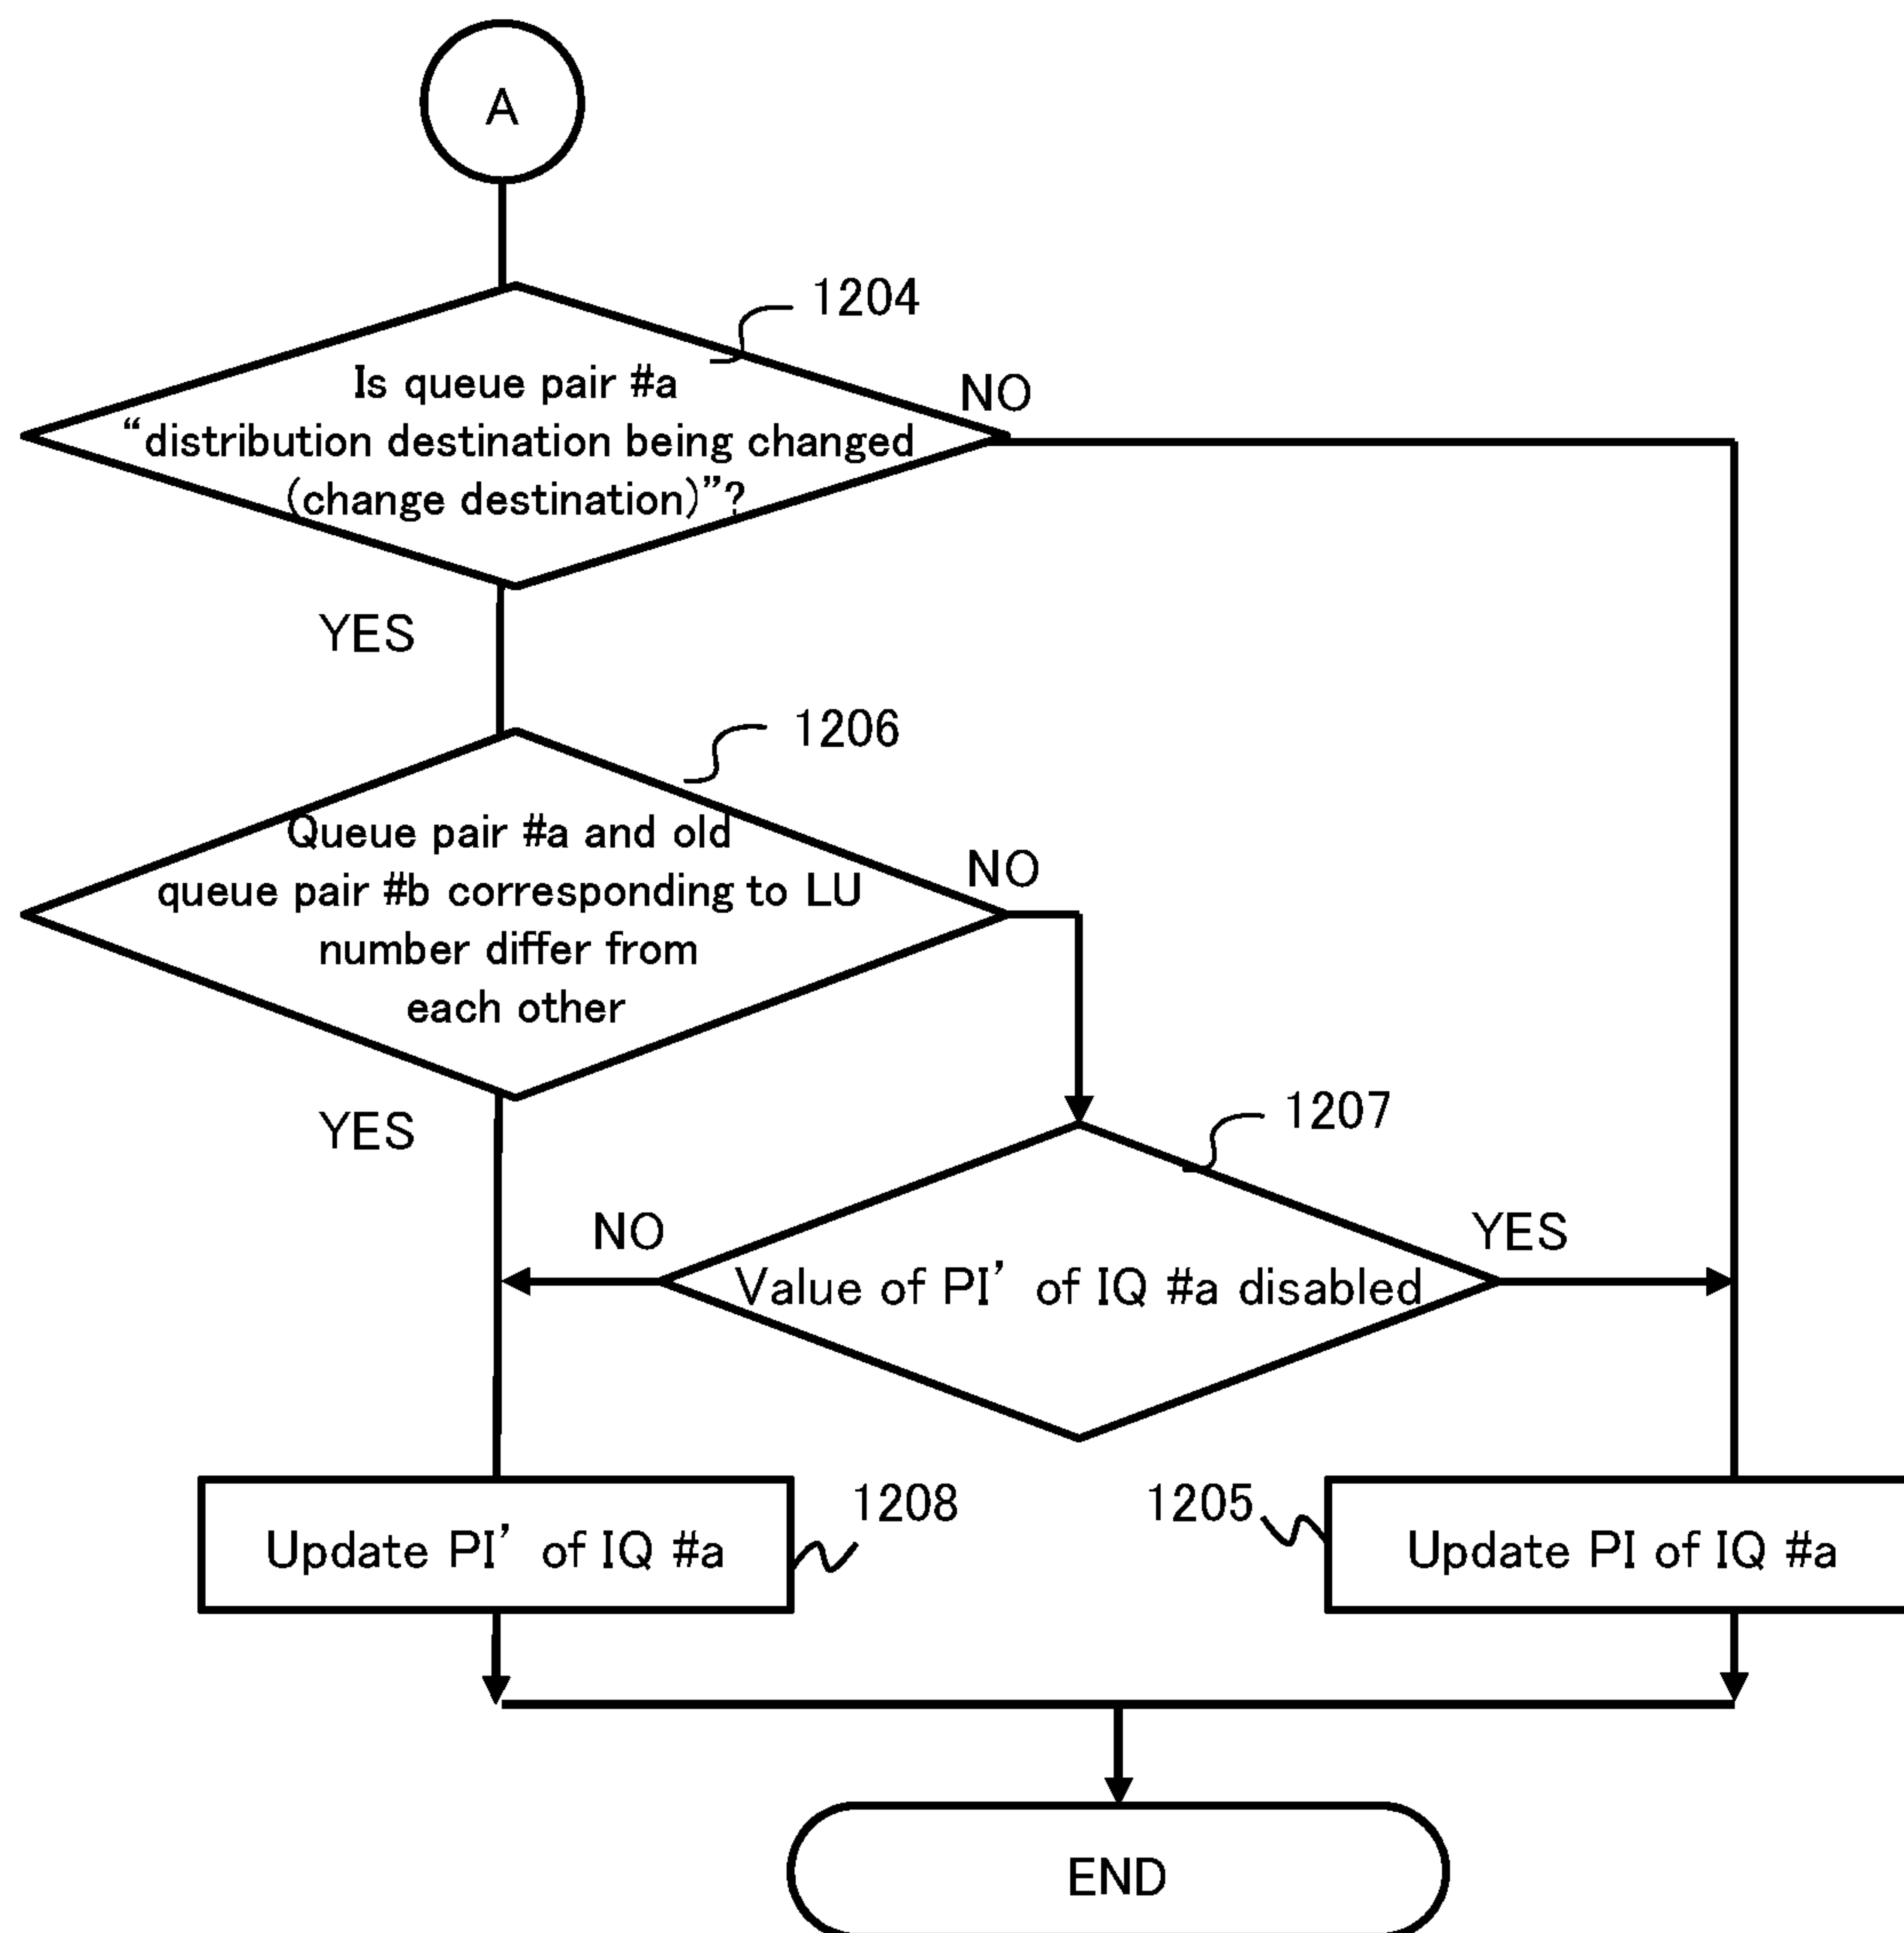 A
1204
Is queue pair #a
“distribution destination being changed
(change destination)”?
NO
YES
1206
Queue pair #a and old
queue pair #b corresponding to LU
number differ from
each other
NO
YES
1207
Value of PI’ of IQ #a disabled
NO
YES
Update PI’ of IQ #a
1208
1205
Update PI of IQ #a
END